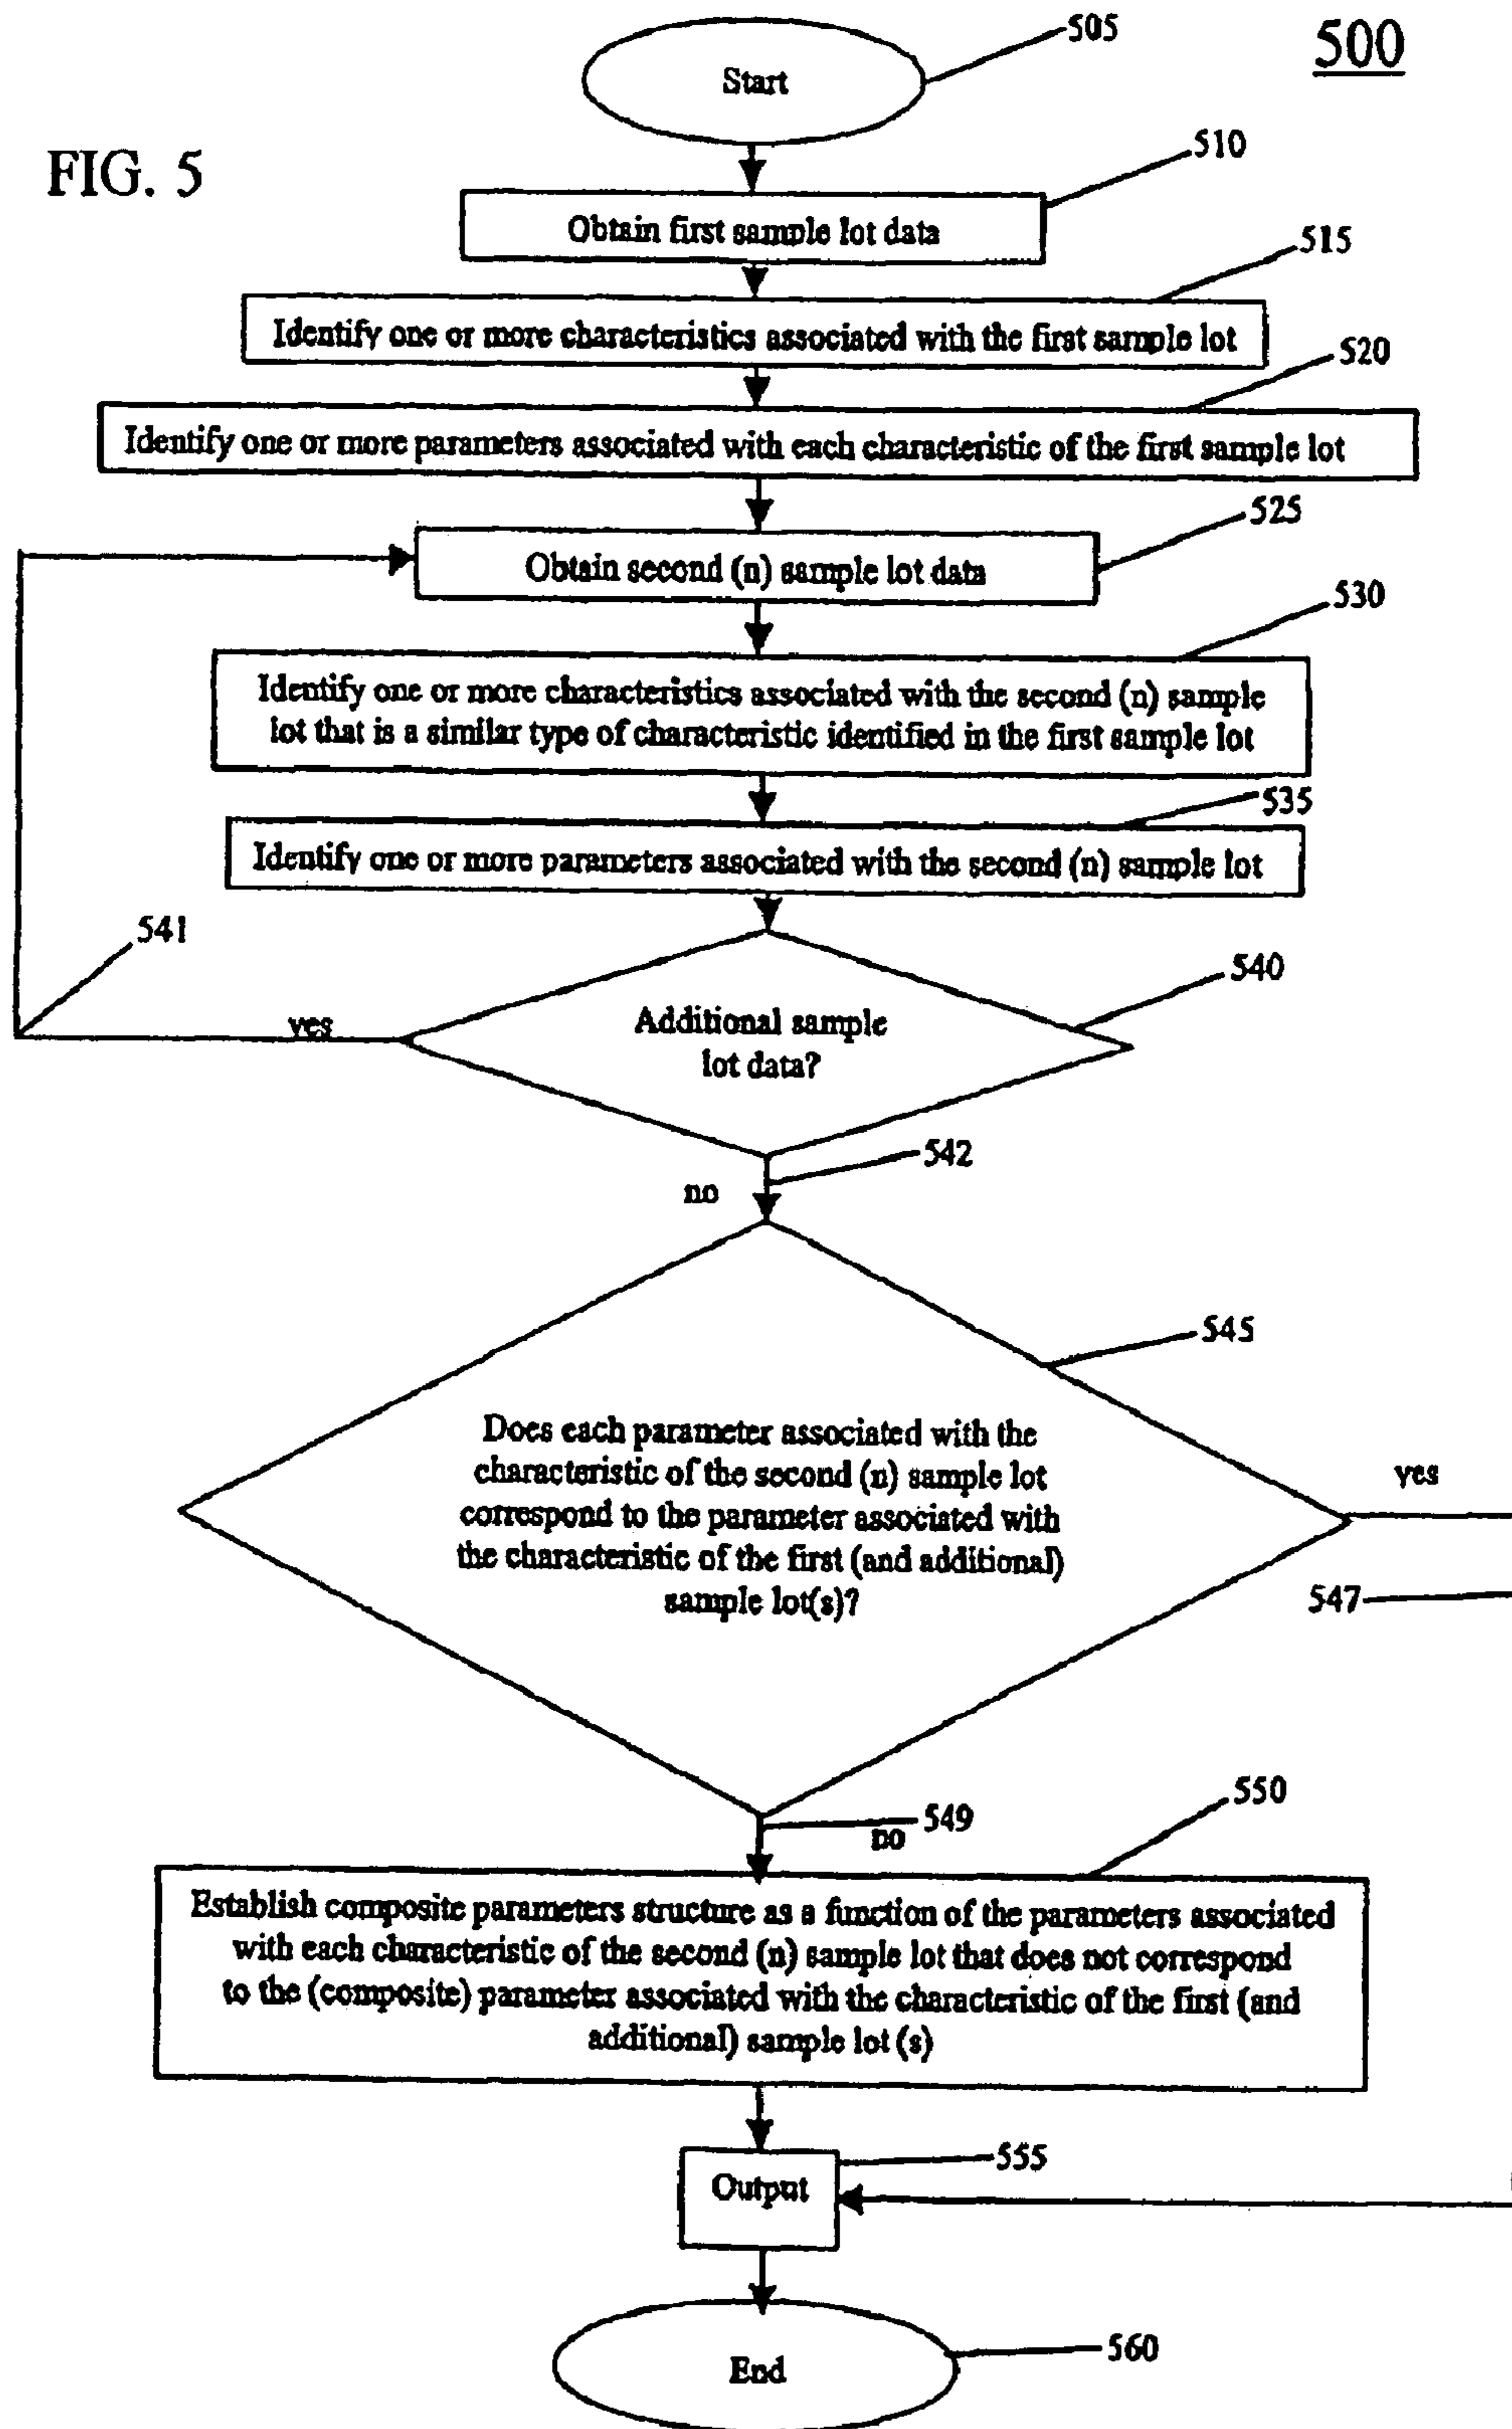 505
500
Start
FIG. 5
510
Obtain first sample lot data
515
Identify one or more characteristics associated with the first sample lot
520
Identify one or more parameters associated with each characteristic of the first sample lot
525
Obtain second (n) sample lot data
530
Identify one or more characteristics associated with the second (n) sample
lot that is a similar type of characteristic identified in the first sample lot
535
Identify one or more parameters associated with the second (n) sample lot
541
540
yes
Additional sample
lot data?
542
no
545
Does each parameter associated with the
characteristic of the second (n) sample lot
correspond to the parameter associated with
the characteristic of the first (and additional)
sample lot(s)?
yes
547
549
no
550
Establish composite parameters structure as a function of the parameters associated
with each characteristic of the second (n) sample lot that does not correspond
to the (composite) parameter associated with the characteristic of the first (and
additional) sample lot (s)
555
Output
560
End